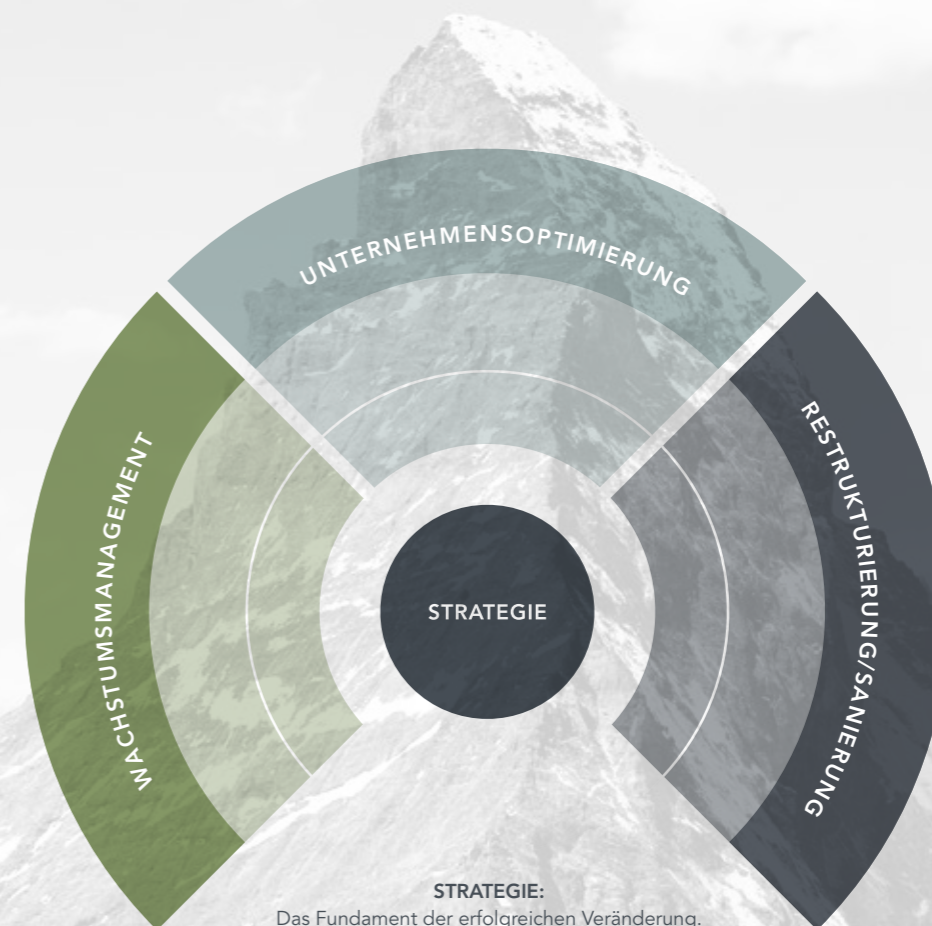 UNTERNEHMENSOPTIMIERUNG
WACHSTUMSMANAGEMENT
STRATEGIE
RESTRUKTURIERUNG/SANIERUNG
STRATEGIE:
Das Fundament der erfolgreichen Veränderung.